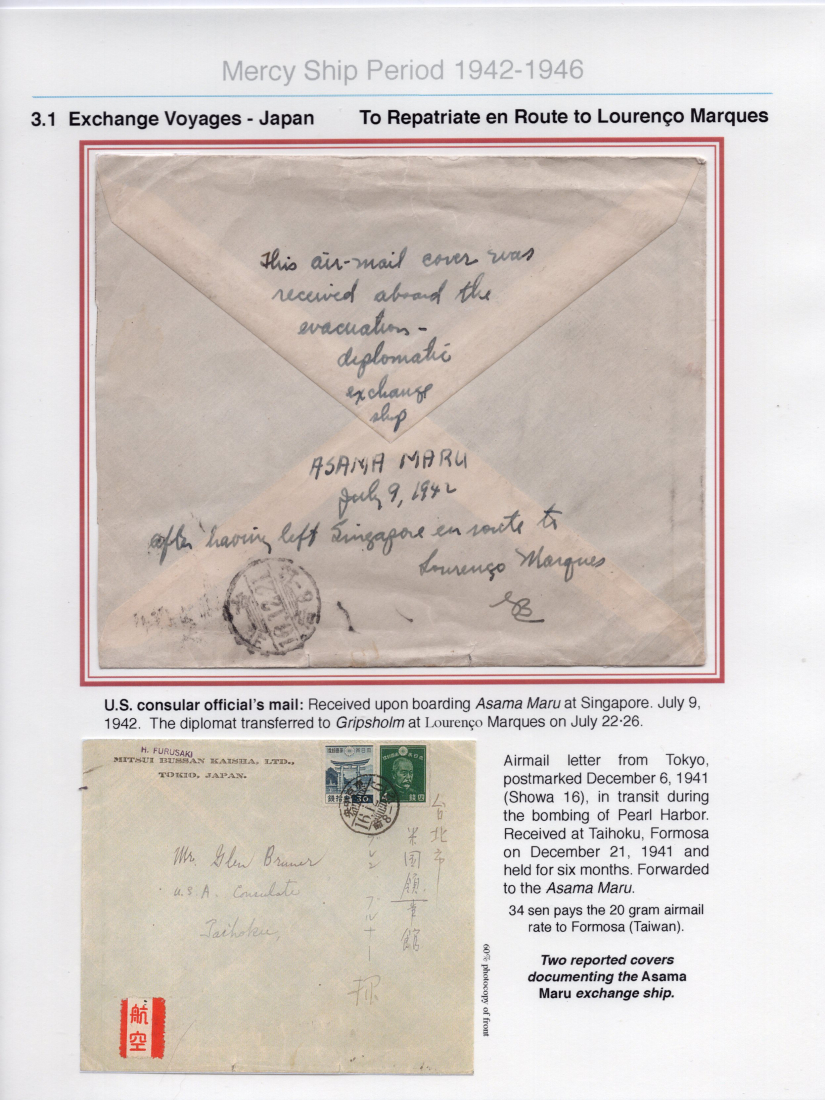 Mercy Ship Period 1942-1946
3.1 Exchange Voyages - Japan To Repatriate en Route to Lourenço Marques
This air-mail cover was
received aboard the
evacuation -
diplomatic
exchange
ship
ASAMA MARU
July 9, 1942
after having left Singapore en route to
Lourenço Marques
16.12.21
U.S. consular official's mail: Received upon boarding Asama Maru at Singapore. July 9,
1942. The diplomat transferred to Gripsholm at Lourenço Marques on July 22-26.
H. FURUSAKI
MITSUI BUSSAN KAISHA, LTD.,
TOKIO, JAPAN.
Mr. Glen Bruner
U.S.A. Consulate
Taihoku,
台北市
米国領事館
航空
60% photocopy of front
Airmail letter from Tokyo,
postmarked December 6, 1941
(Showa 16), in transit during
the bombing of Pearl Harbor.
Received at Taihoku, Formosa
on December 21, 1941 and
held for six months. Forwarded
to the Asama Maru.
34 sen pays the 20 gram airmail
rate to Formosa (Taiwan).
Two reported covers
documenting the Asama
Maru exchange ship.